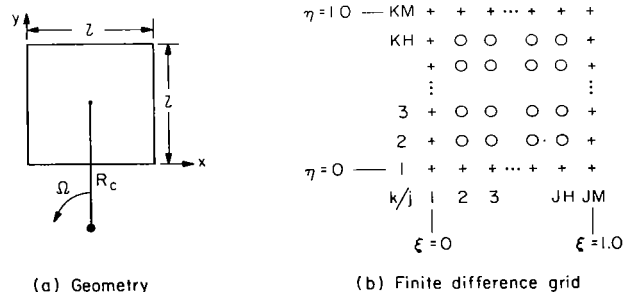 y
l
l
x
Ω
R_c
(a) Geometry
η=1.0 — KM + + + ··· + + +
KH + O O O O +
+ O O O O +
⋮ ⋮
3 + O O O O +
2 + O O O O +
η=0 — 1 + + + ··· + + +
k/j 1 2 3 JH JM
ξ=0 ξ=1.0
(b) Finite difference grid